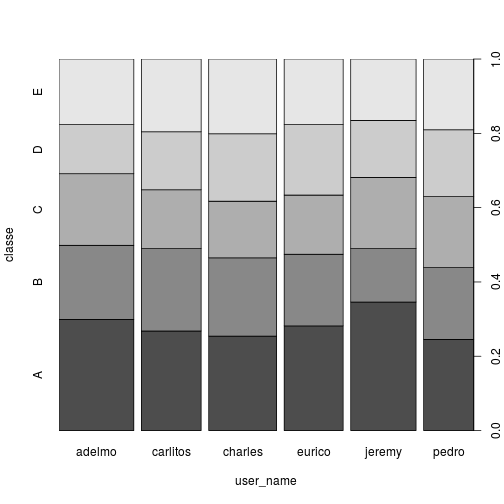 E
D
C
B
A
classe
1.0
0.8
0.6
0.4
0.2
0.0
adelmo carlitos charles eurico jeremy pedro
user_name